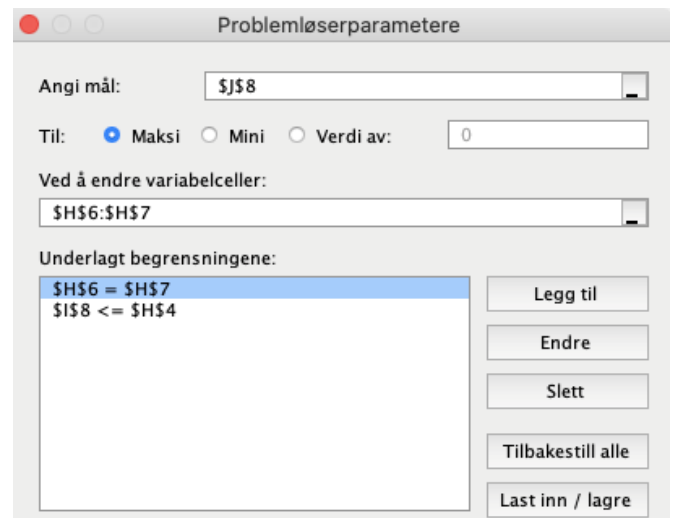 Problemløserparametere
Angi mål: $J$8
Til: Maksi Mini Verdi av: 0
Ved å endre variabelceller:
$H$6:$H$7
Underlagt begrensningene:
$H$6 = $H$7
$I$8 <= $H$4
Legg til
Endre
Slett
Tilbakestill alle
Last inn / lagre